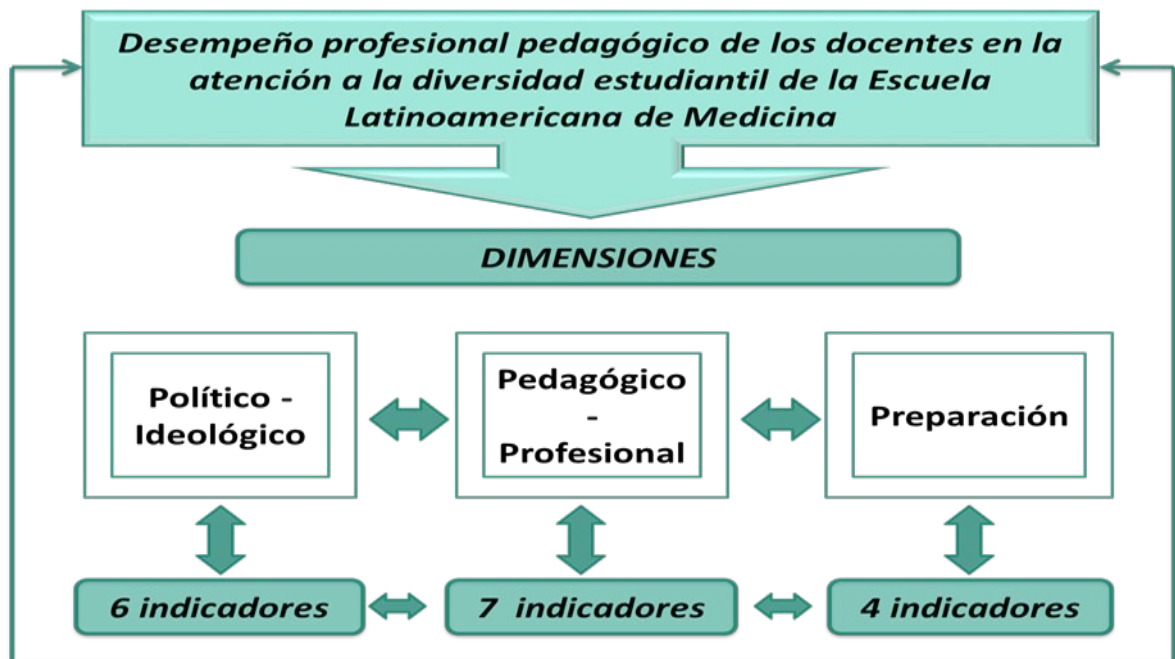 Desempeño profesional pedagógico de los docentes en la
atención a la diversidad estudiantil de la Escuela
Latinoamericana de Medicina
DIMENSIONES
Político -
Ideológico
Pedagógico
-
Profesional
Preparación
6 indicadores
7 indicadores
4 indicadores